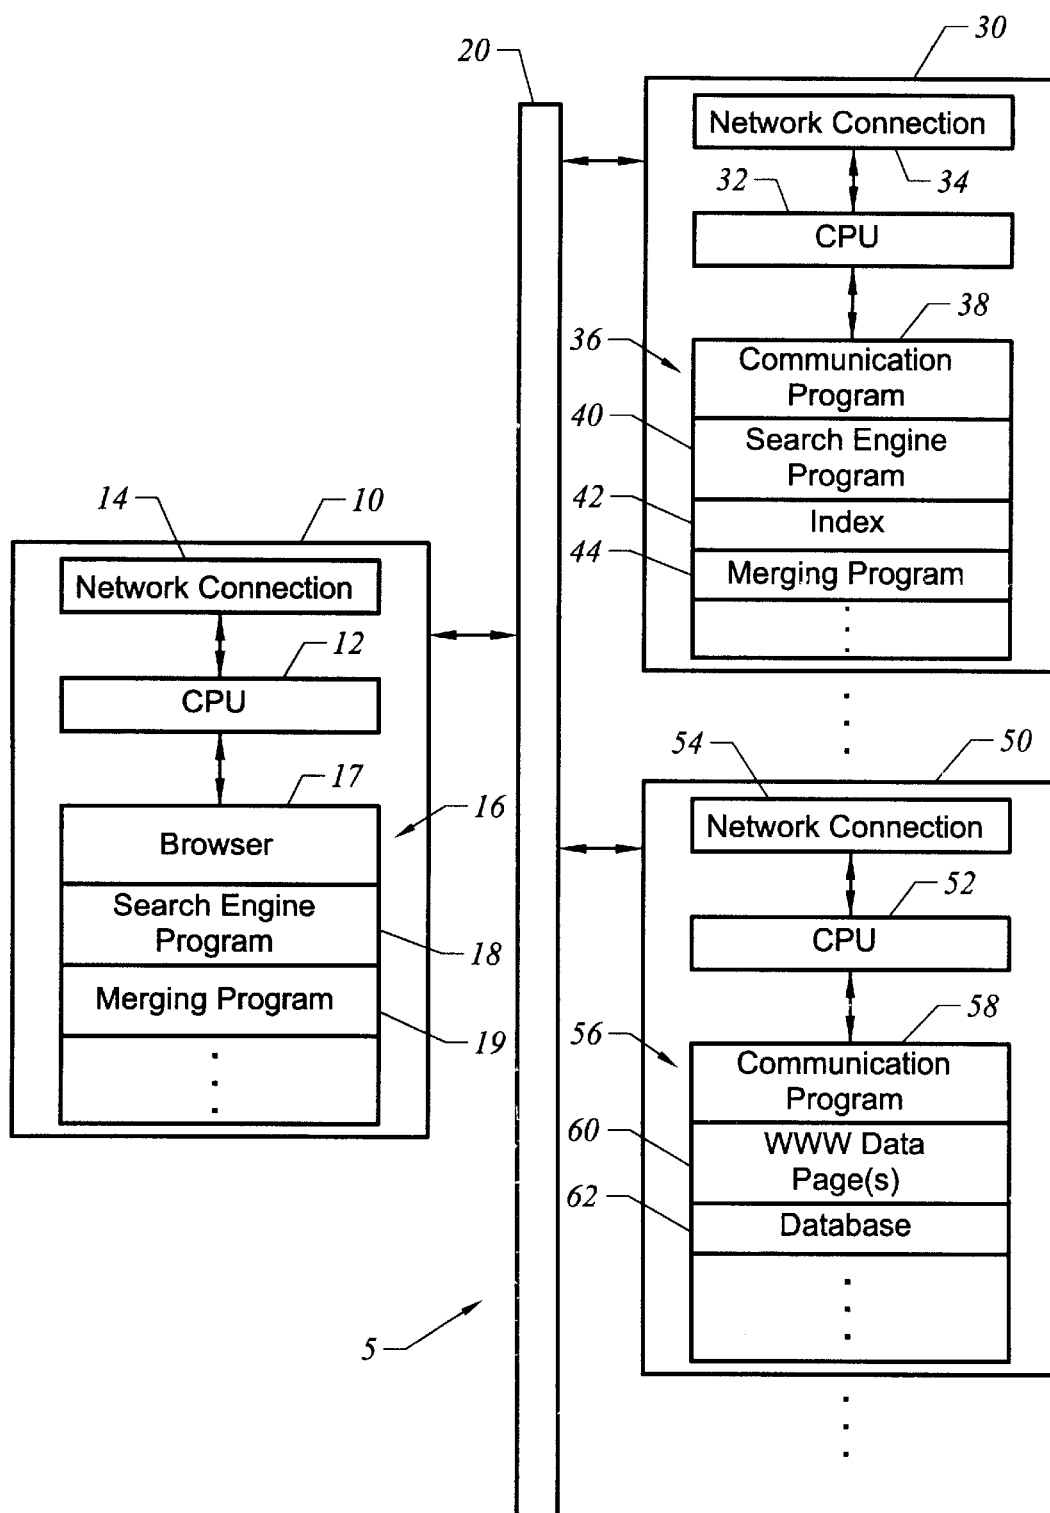 20
30
Network Connection
32
34
CPU
38
36
Communication
Program
40
Search Engine
Program
42
Index
44
Merging Program
14
10
Network Connection
12
CPU
17
16
Browser
Search Engine
Program
18
Merging Program
19
54
50
Network Connection
52
CPU
58
56
Communication
Program
60
WWW Data
Page(s)
62
Database
5